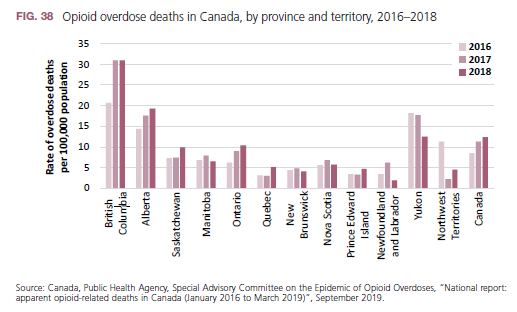 FIG. 38 Opioid overdose deaths in Canada, by province and territory, 2016–2018
Rate of overdose deaths
per 100,000 population
35
30
25
20
15
10
5
0
2016
2017
2018
British
Columbia
Alberta
Saskatchewan
Manitoba
Ontario
Quebec
New
Brunswick
Nova Scotia
Prince Edward
Island
Newfoundland
and Labrador
Yukon
Northwest
Territories
Canada
Source: Canada, Public Health Agency, Special Advisory Committee on the Epidemic of Opioid Overdoses, “National report:
apparent opioid-related deaths in Canada (January 2016 to March 2019)”, September 2019.